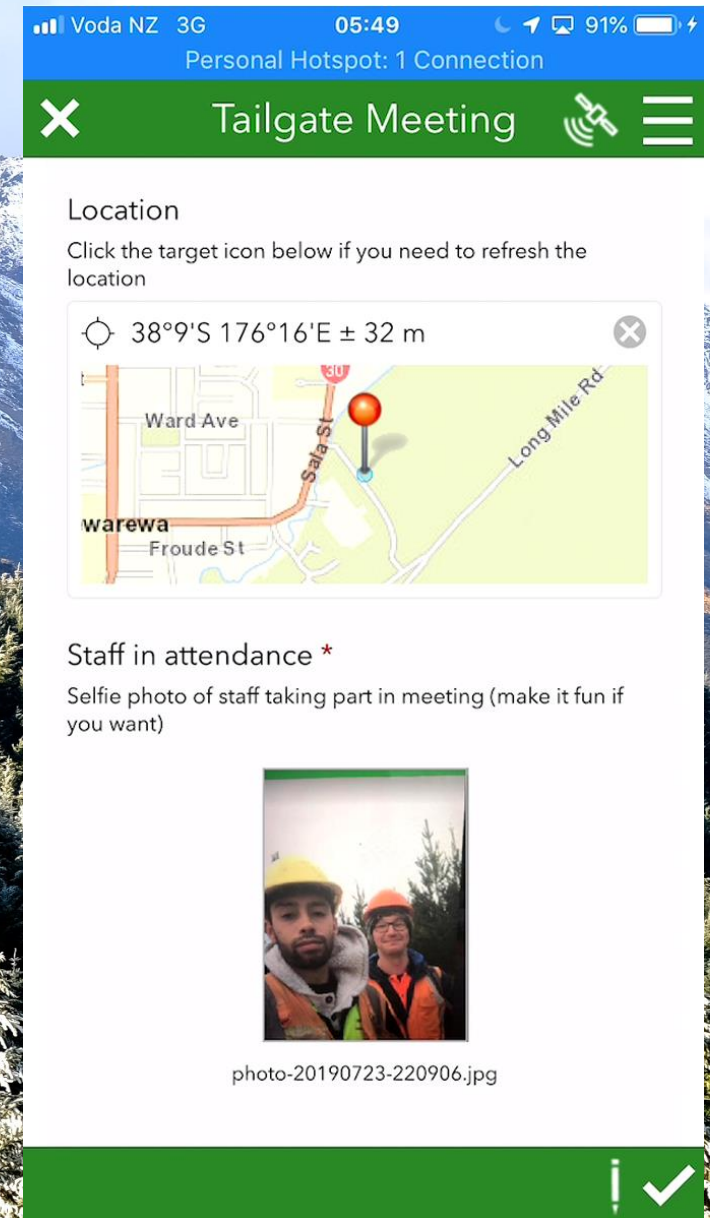 Voda NZ 3G 05:49 91%
Personal Hotspot: 1 Connection
Tailgate Meeting
Location
Click the target icon below if you need to refresh the
location
38°9'S 176°16'E ± 32 m
30
Ward Ave
Sala St
Long Mile Rd
warewa
Froude St
Staff in attendance *
Selfie photo of staff taking part in meeting (make it fun if
you want)
photo-20190723-220906.jpg